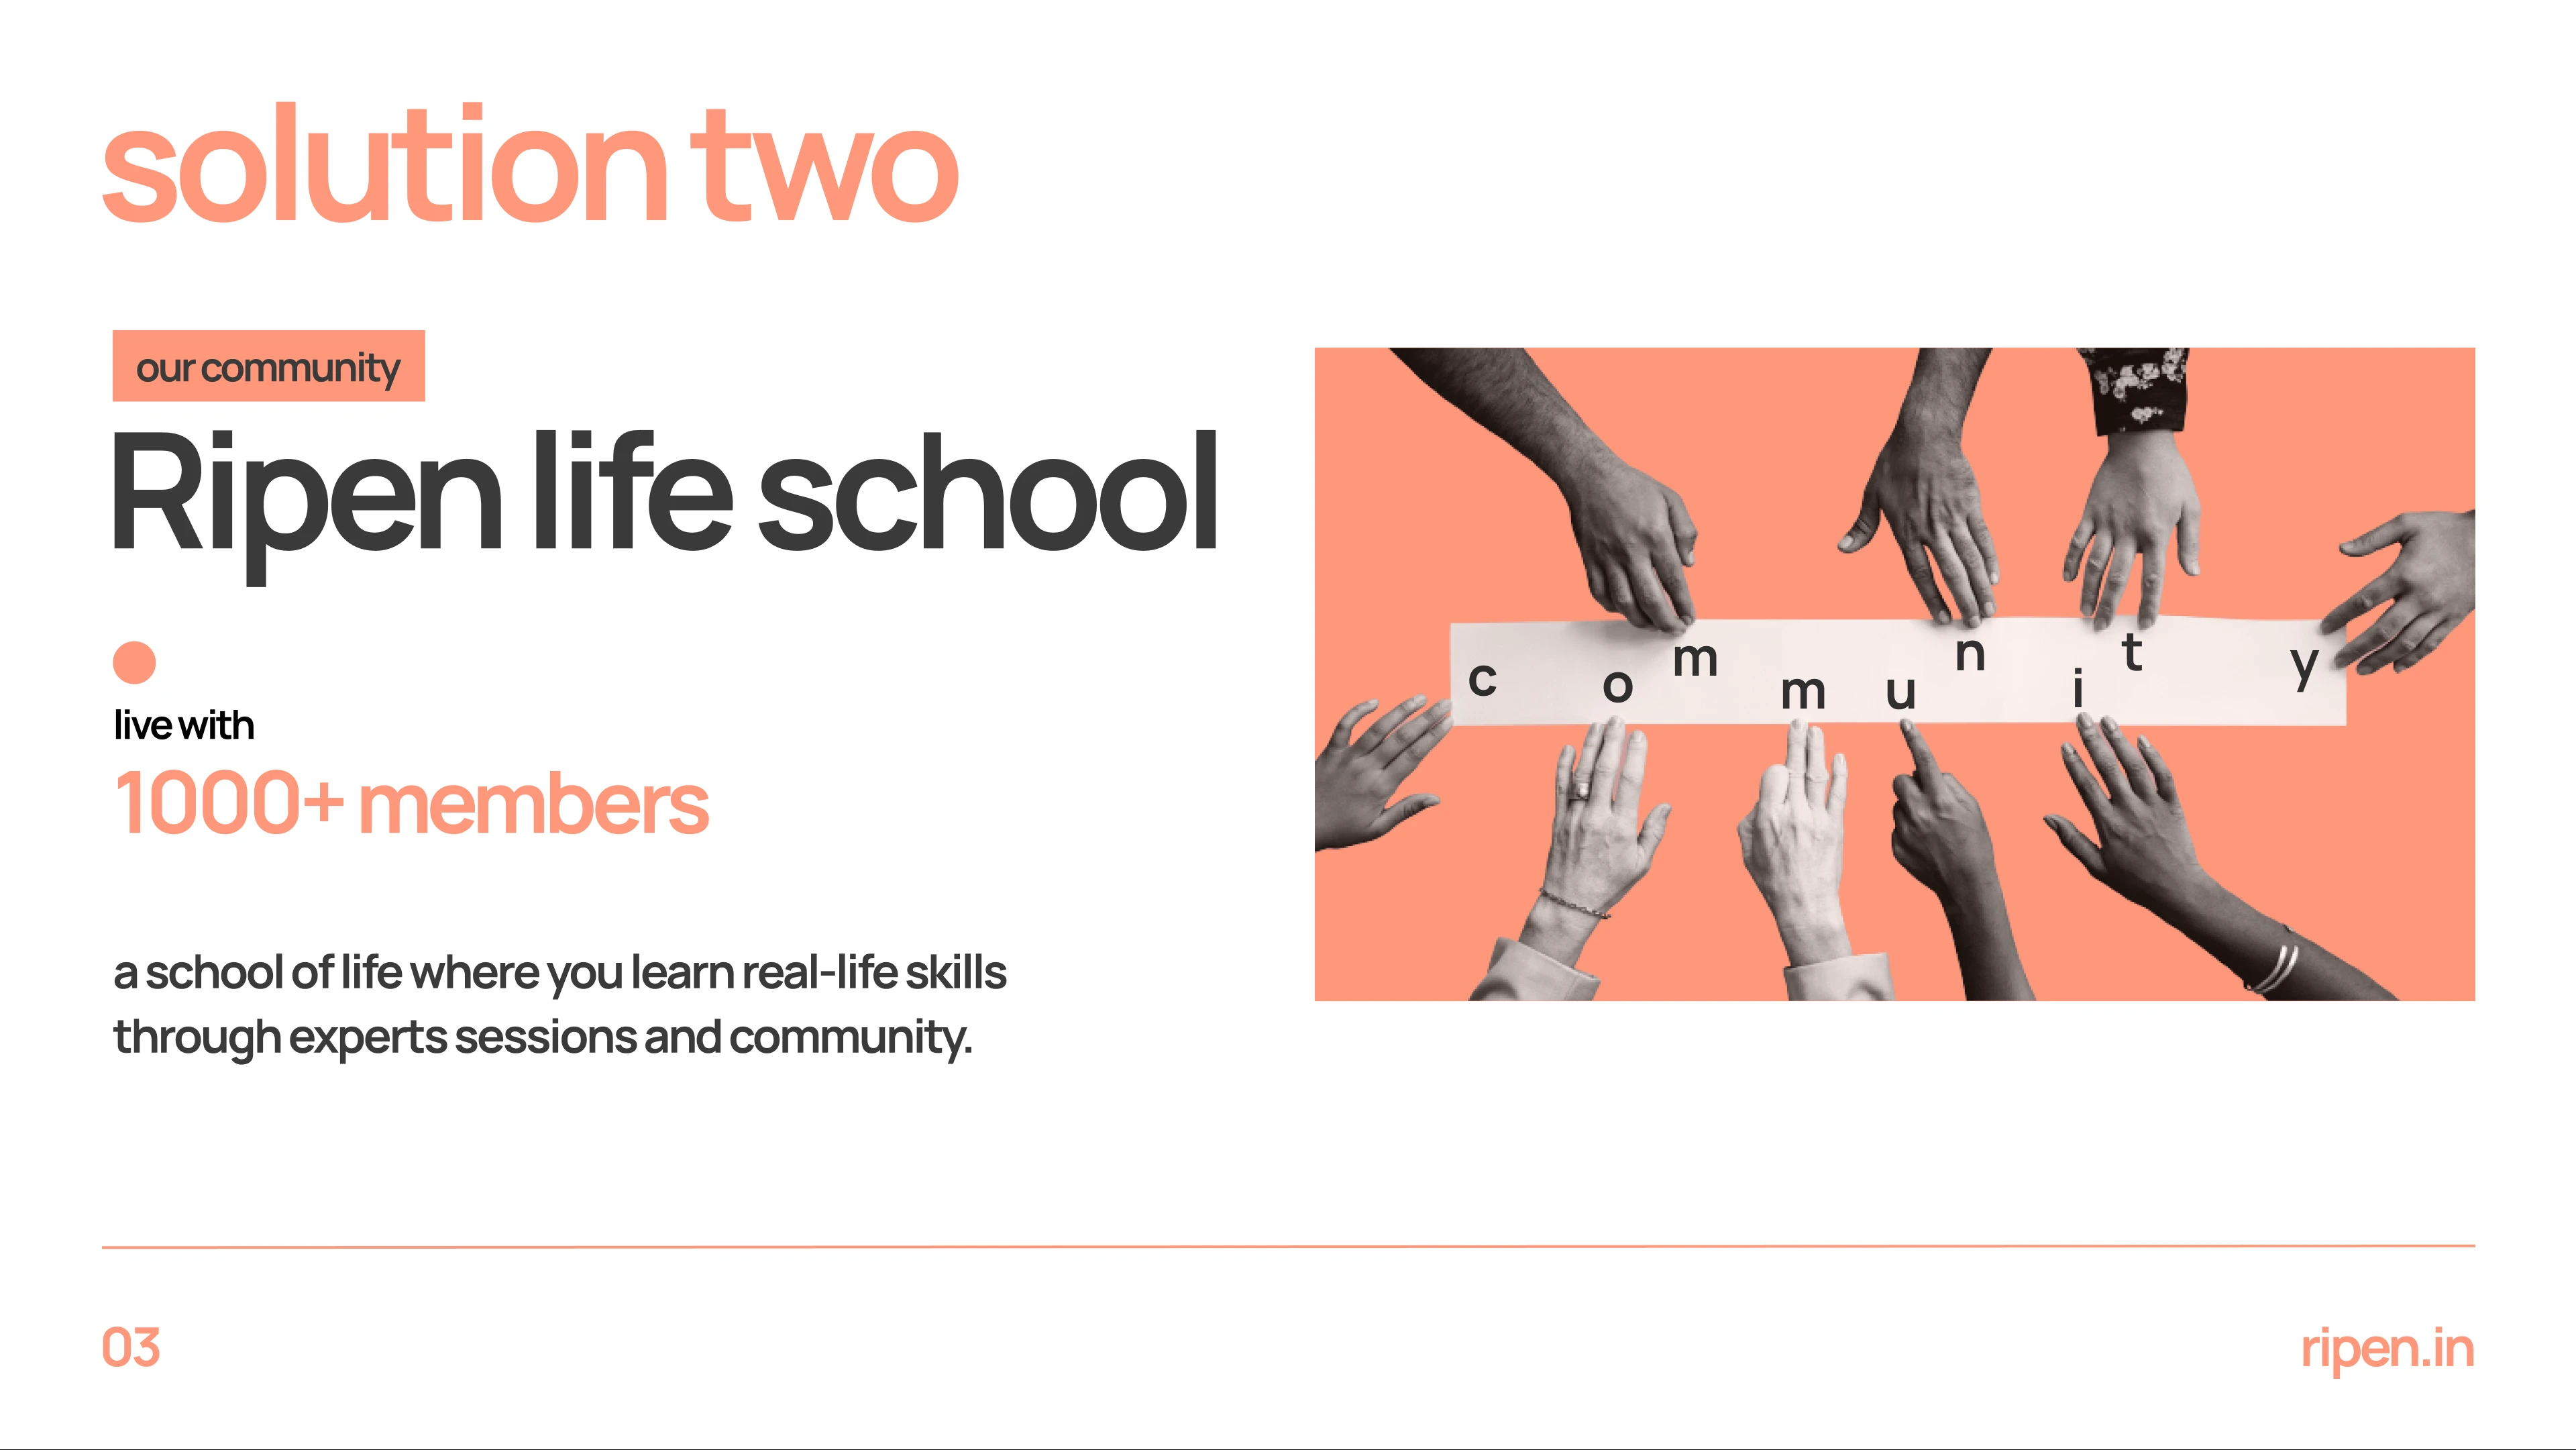 solution two
our community
Ripen life school
live with
1000+ members
a school of life where you learn real-life skills
through experts sessions and community.
c o m m u n i t y
03
ripen.in